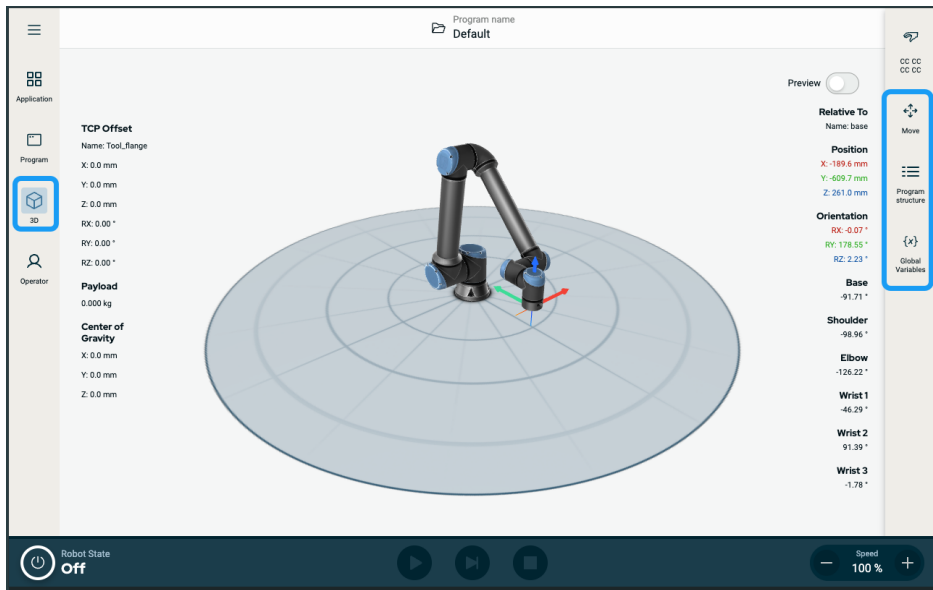 Program name
Default
Application
Program
3D
Operator
TCP Offset
Name: Tool_flange
X: 0.0 mm
Y: 0.0 mm
Z: 0.0 mm
RX: 0.00 °
RY: 0.00 °
RZ: 0.00 °
Payload
0.000 kg
Center of
Gravity
X: 0.0 mm
Y: 0.0 mm
Z: 0.0 mm
Preview
Relative To
Name: base
Position
X: -189.6 mm
Y: -609.7 mm
Z: 261.0 mm
Orientation
RX: -0.07 °
RY: 178.55 °
RZ: 2.23 °
Base
-91.71 °
Shoulder
-98.96 °
Elbow
-126.22 °
Wrist 1
-46.29 °
Wrist 2
91.39 °
Wrist 3
-1.78 °
CC CC
CC CC
Move
Program
structure
{x}
Global
Variables
Robot State
Off
Speed
100 %